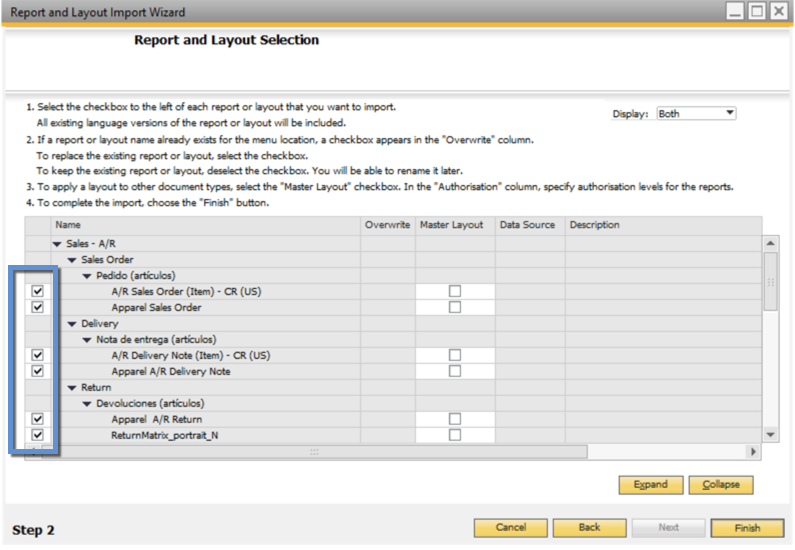 Report and Layout Import Wizard
Report and Layout Selection
1. Select the checkbox to the left of each report or layout that you want to import.
All existing language versions of the report or layout will be included.
Display: Both
2. If a report or layout name already exists for the menu location, a checkbox appears in the "Overwrite" column.
To replace the existing report or layout, select the checkbox.
To keep the existing report or layout, deselect the checkbox. You will be able to rename it later.
3. To apply a layout to other document types, select the "Master Layout" checkbox. In the "Authorisation" column, specify authorisation levels for the reports.
4. To complete the import, choose the "Finish" button.
Name Overwrite Master Layout Data Source Description
Sales - A/R
Sales Order
Pedido (artículos)
A/R Sales Order (Item) - CR (US)
Apparel Sales Order
Delivery
Nota de entrega (artículos)
A/R Delivery Note (Item) - CR (US)
Apparel A/R Delivery Note
Return
Devoluciones (artículos)
Apparel A/R Return
ReturnMatrix_portrait_N
Expand Collapse
Step 2 Cancel Back Next Finish